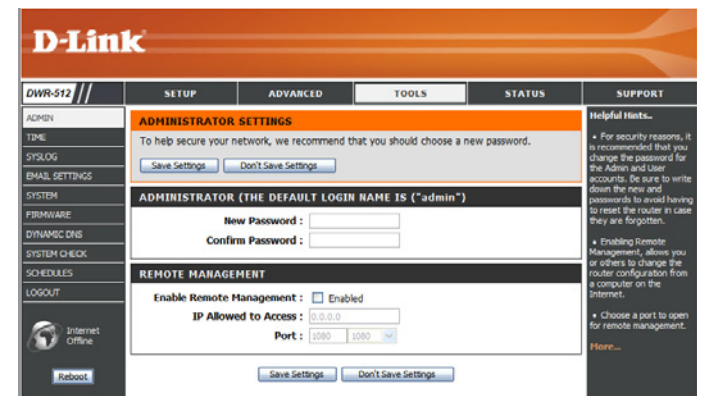 D-Link
DWR-512
SETUP
ADVANCED
TOOLS
STATUS
SUPPORT
ADMIN
TIME
SYSLOG
EMAIL SETTINGS
SYSTEM
FIRMWARE
DYNAMIC DNS
SYSTEM CHECK
SCHEDULES
LOGOUT
Internet
Offline
Reboot
ADMINISTRATOR SETTINGS
To help secure your network, we recommend that you should choose a new password.
Save Settings Don't Save Settings
ADMINISTRATOR (THE DEFAULT LOGIN NAME IS ("admin")
New Password :
Confirm Password :
REMOTE MANAGEMENT
Enable Remote Management : Enabled
IP Allowed to Access : 0.0.0.0
Port : 1080 1080
Save Settings Don't Save Settings
Helpful Hints..
• For security reasons, it
is recommended that you
change the password for
the Admin and User
accounts. Be sure to write
down the new and
passwords to avoid having
to reset the router in case
they are forgotten.
• Enabling Remote
Management, allows you
or others to change the
router configuration from
a computer on the
Internet.
• Choose a port to open
for remote management.
More...